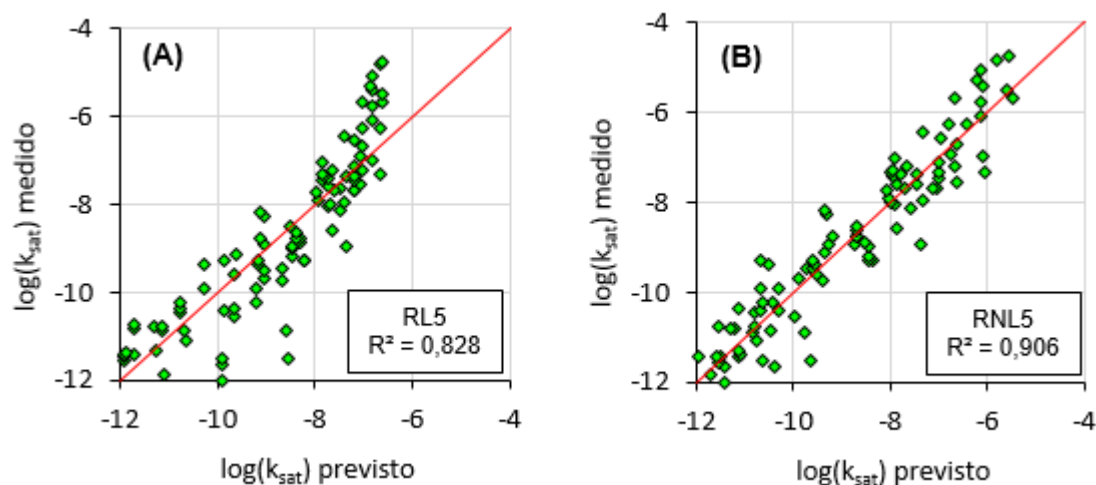 (A)
log(ksat) medido
-4
-6
-8
-10
-12
RL5
R² = 0,828
-12 -10 -8 -6 -4
log(ksat) previsto
(B)
log(ksat) medido
-4
-6
-8
-10
-12
RNL5
R² = 0,906
-12 -10 -8 -6 -4
log(ksat) previsto